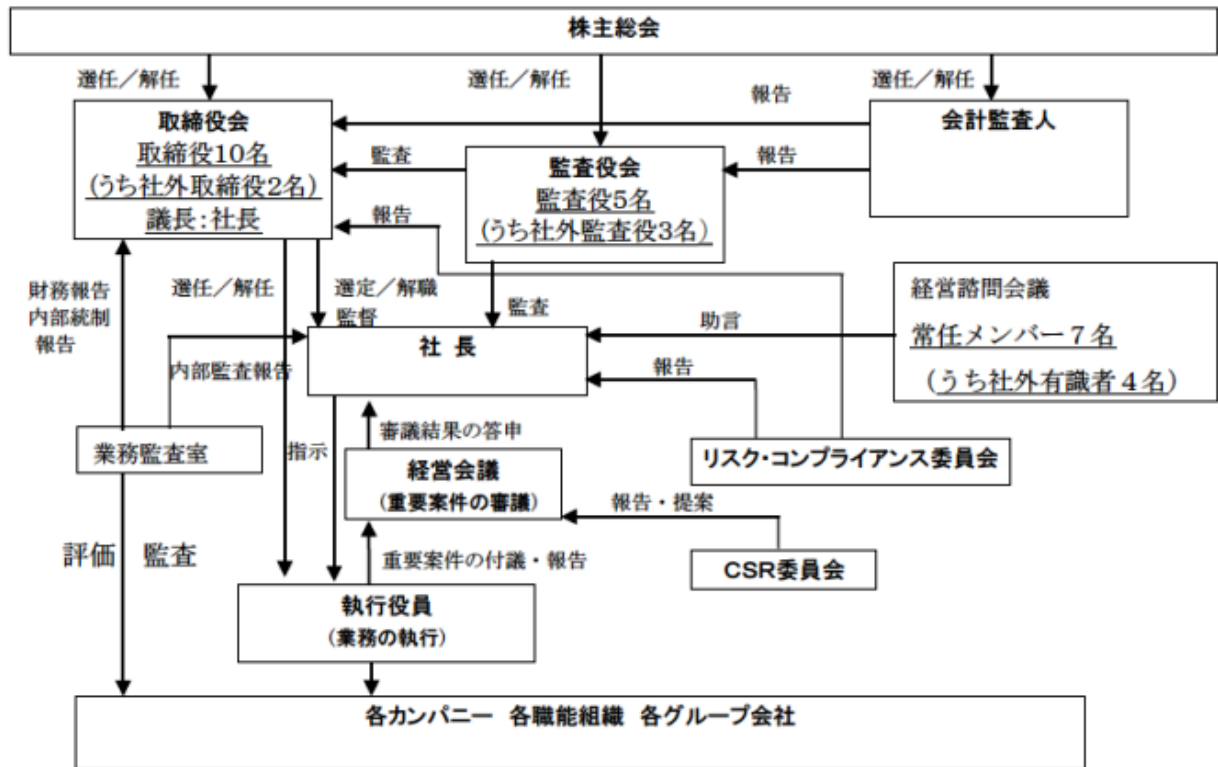 株主総会
選任／解任
選任／解任
選任／解任
報告
取締役会
取締役10名
(うち社外取締役2名)
議長：社長
監査
監査役会
監査役5名
(うち社外監査役3名)
報告
会計監査人
報告
財務報告
内部統制
報告
選任／解任
選定／解職
監督
監査
社 長
助言
経営諮問会議
常任メンバー７名
(うち社外有識者４名)
内部監査報告
報告
業務監査室
指示
審議結果の答申
経営会議
(重要案件の審議)
リスク・コンプライアンス委員会
報告・提案
評価
監査
重要案件の付議・報告
CSR委員会
執行役員
(業務の執行)
各カンパニー 各職能組織 各グループ会社